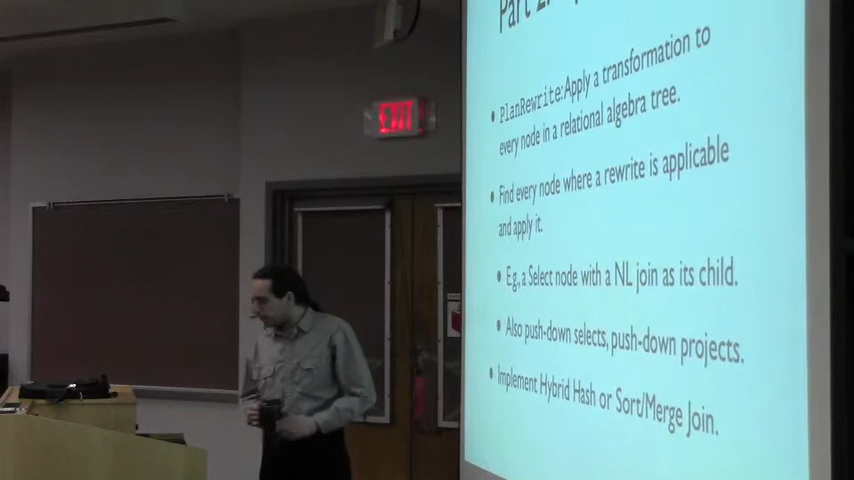 EXIT
Part 2:
• PlanRewrite: Apply a transformation to
every node in a relational algebra tree.
• Find every node where a rewrite is applicable
and apply it.
• E.g., a Select node with a NL join as its child.
• Also push-down selects, push-down projects.
• Implement Hybrid Hash or Sort/Merge Join.